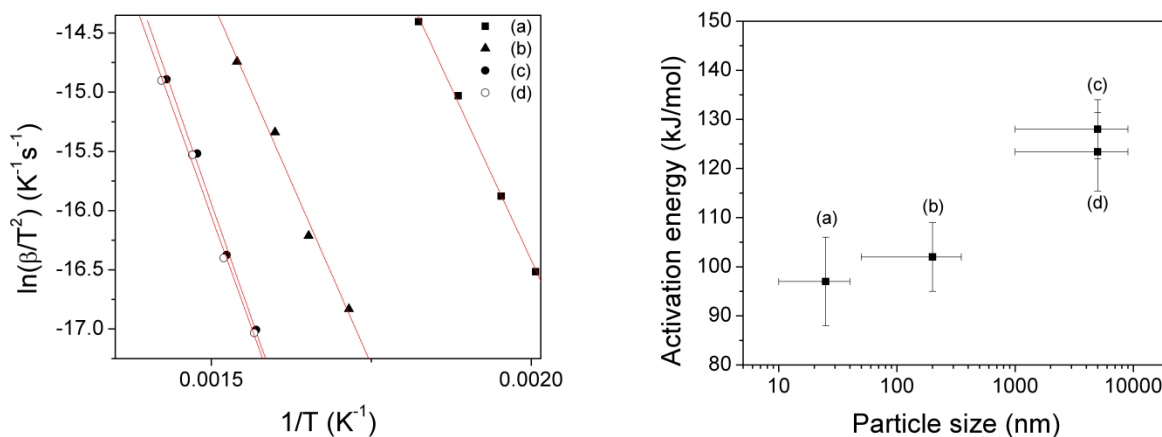 ln(β/T²) (K⁻¹s⁻¹)
-14.5
-15.0
-15.5
-16.0
-16.5
-17.0
0.0015
0.0020
1/T (K⁻¹)
(a)
(b)
(c)
(d)
Activation energy (kJ/mol)
150
140
130
120
110
100
90
80
10
100
1000
10000
Particle size (nm)
(a)
(b)
(c)
(d)